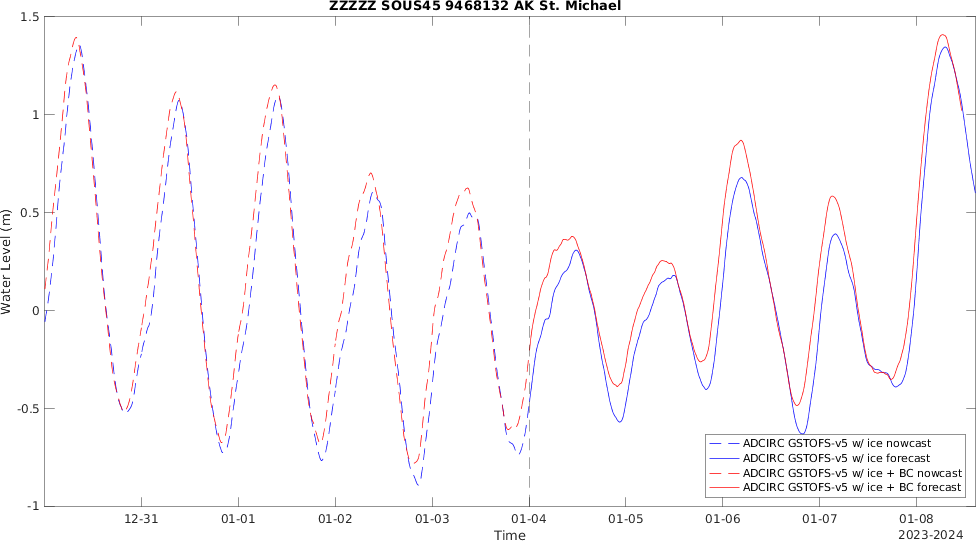 ZZZZZ SOUS45 9468132 AK St. Michael
Water Level (m)
1.5
1
0.5
0
-0.5
-1
12-31
01-01
01-02
01-03
01-04
01-05
01-06
01-07
01-08
Time
2023-2024
ADCIRC GSTOFS-v5 w/ ice nowcast
ADCIRC GSTOFS-v5 w/ ice forecast
ADCIRC GSTOFS-v5 w/ ice + BC nowcast
ADCIRC GSTOFS-v5 w/ ice + BC forecast